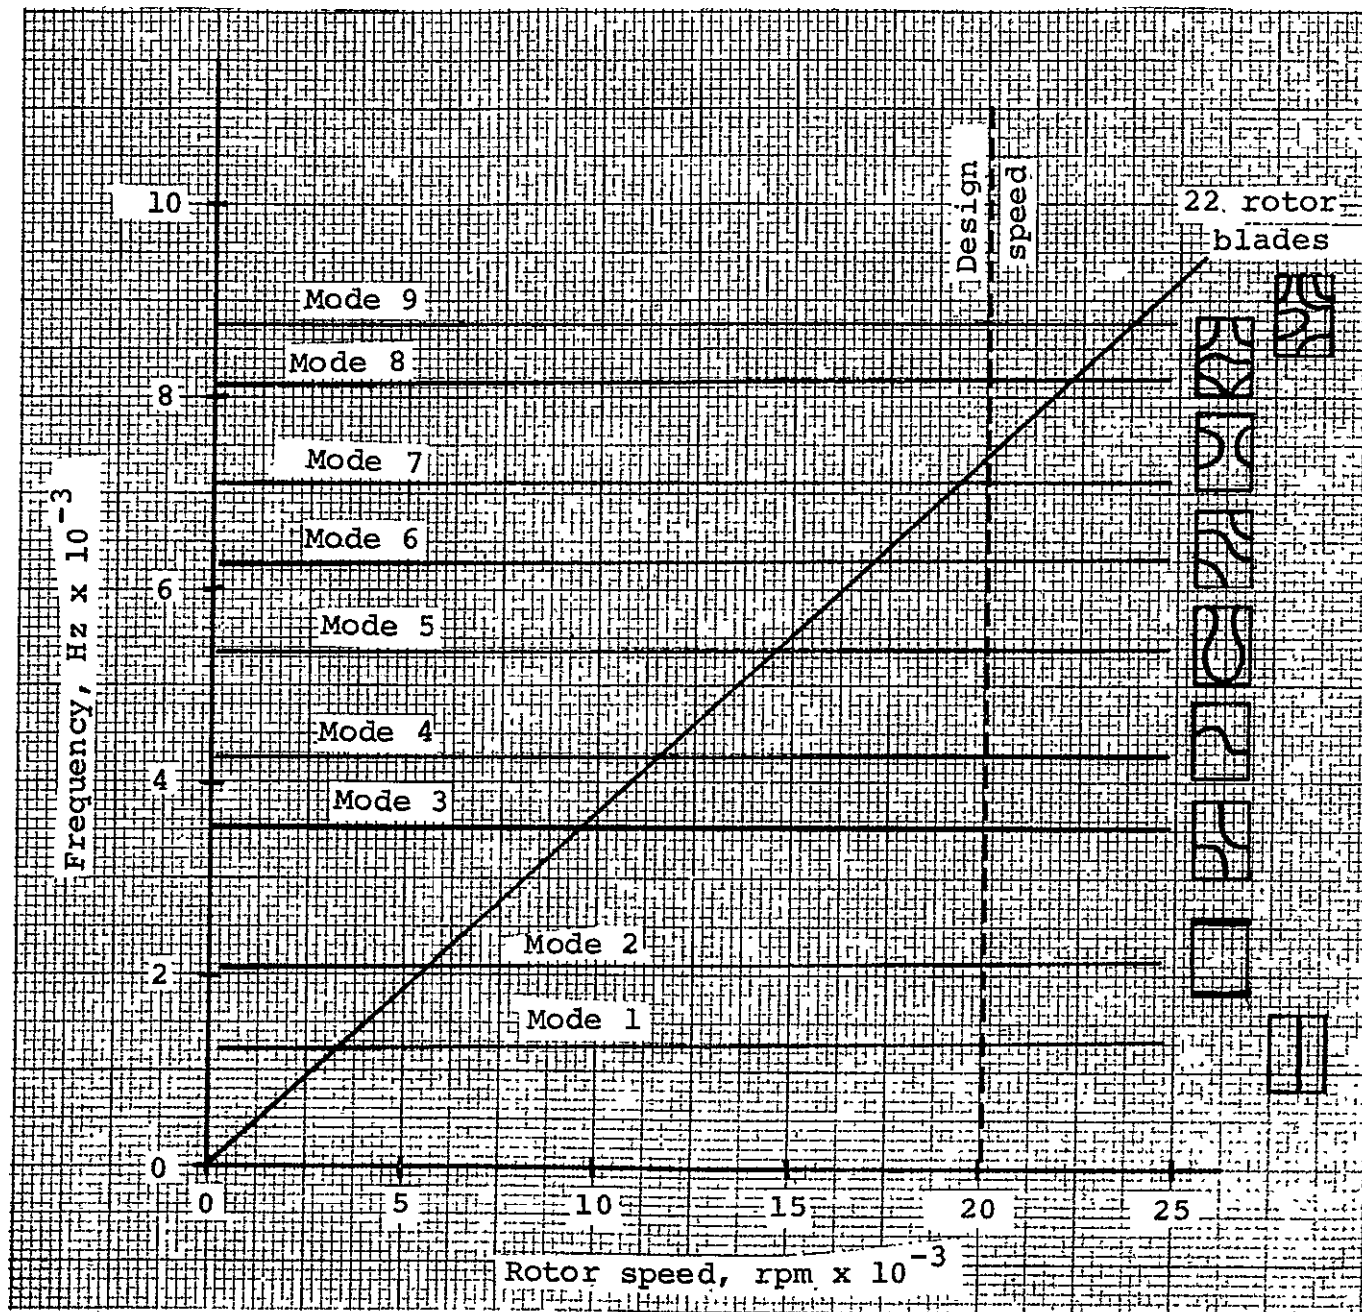 Design
speed
22 rotor
blades
10
8
6
4
2
0
Frequency, Hz x 10-3
Mode 9
Mode 8
Mode 7
Mode 6
Mode 5
Mode 4
Mode 3
Mode 2
Mode 1
0 5 10 15 20 25
Rotor speed, rpm x 10-3